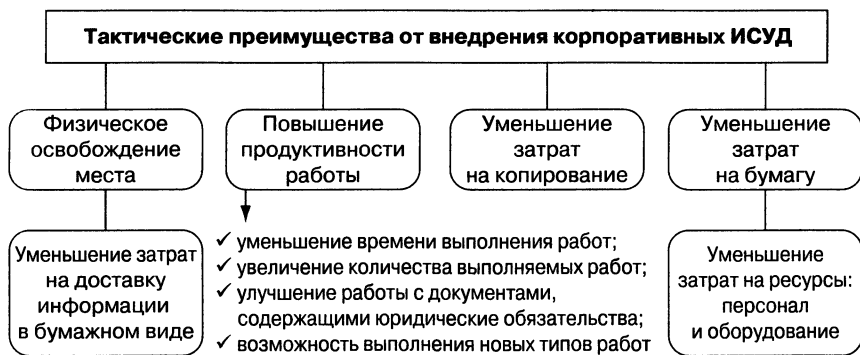 Тактические преимущества от внедрения корпоративных ИСУД
Физическое
освобождение
места
Повышение
продуктивности
работы
Уменьшение
затрат
на копирование
Уменьшение
затрат
на бумагу
Уменьшение затрат
на доставку
информации
в бумажном виде
✓ уменьшение времени выполнения работ;
✓ увеличение количества выполняемых работ;
✓ улучшение работы с документами,
содержащими юридические обязательства;
✓ возможность выполнения новых типов работ
Уменьшение
затрат на ресурсы:
персонал
и оборудование